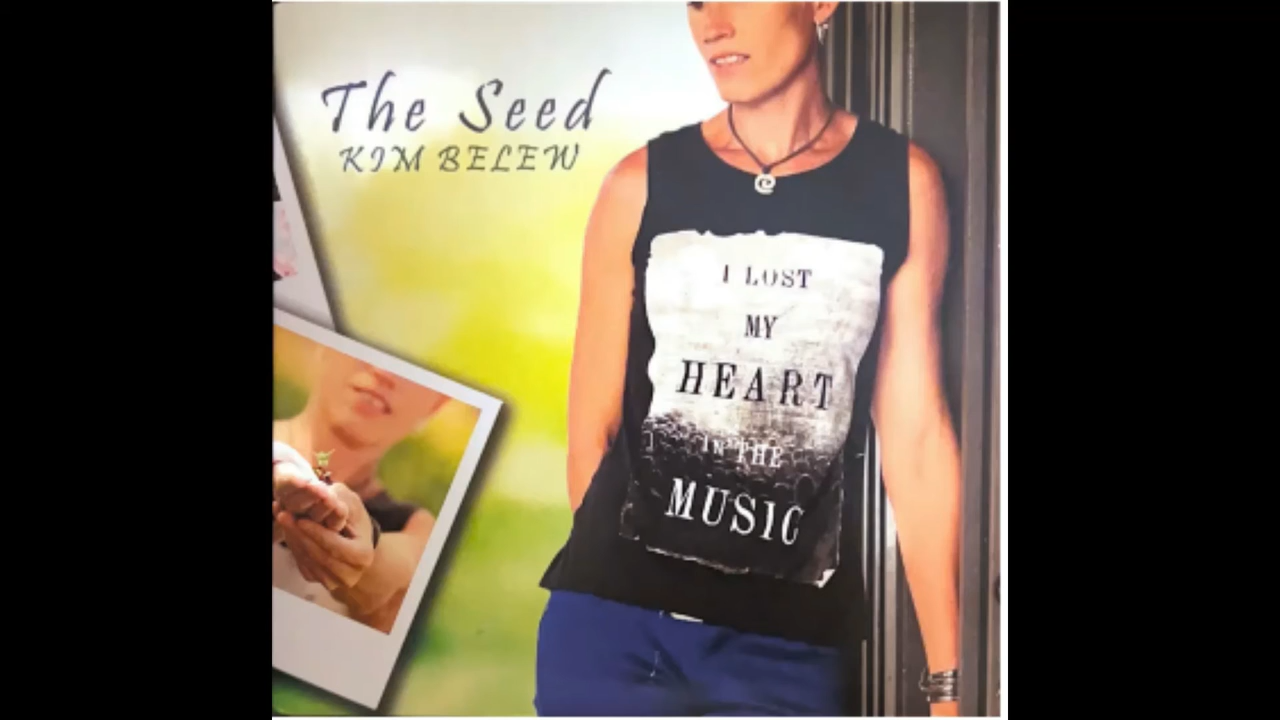 The Seed
KIM BELEW
I LOST
MY
HEART
IN THE
MUSIC